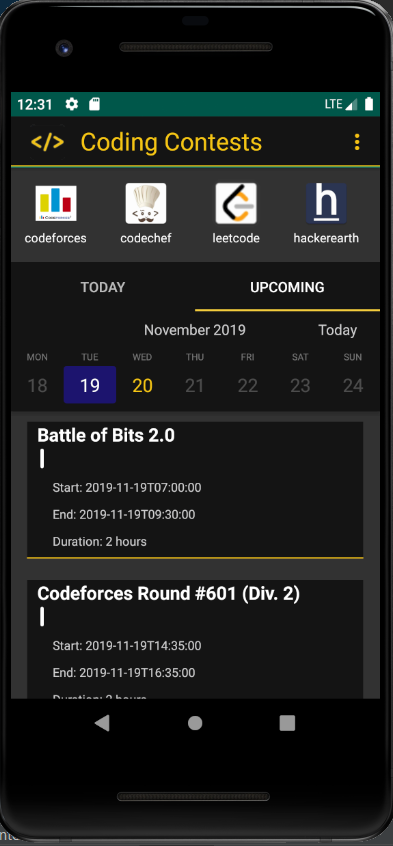 12:31 LTE
</> Coding Contests
codeforces codechef leetcode hackerearth
TODAY UPCOMING
November 2019 Today
MON TUE WED THU FRI SAT SUN
18 19 20 21 22 23 24
Battle of Bits 2.0
Start: 2019-11-19T07:00:00
End: 2019-11-19T09:30:00
Duration: 2 hours
Codeforces Round #601 (Div. 2)
Start: 2019-11-19T14:35:00
End: 2019-11-19T16:35:00
Duration: 2 hours